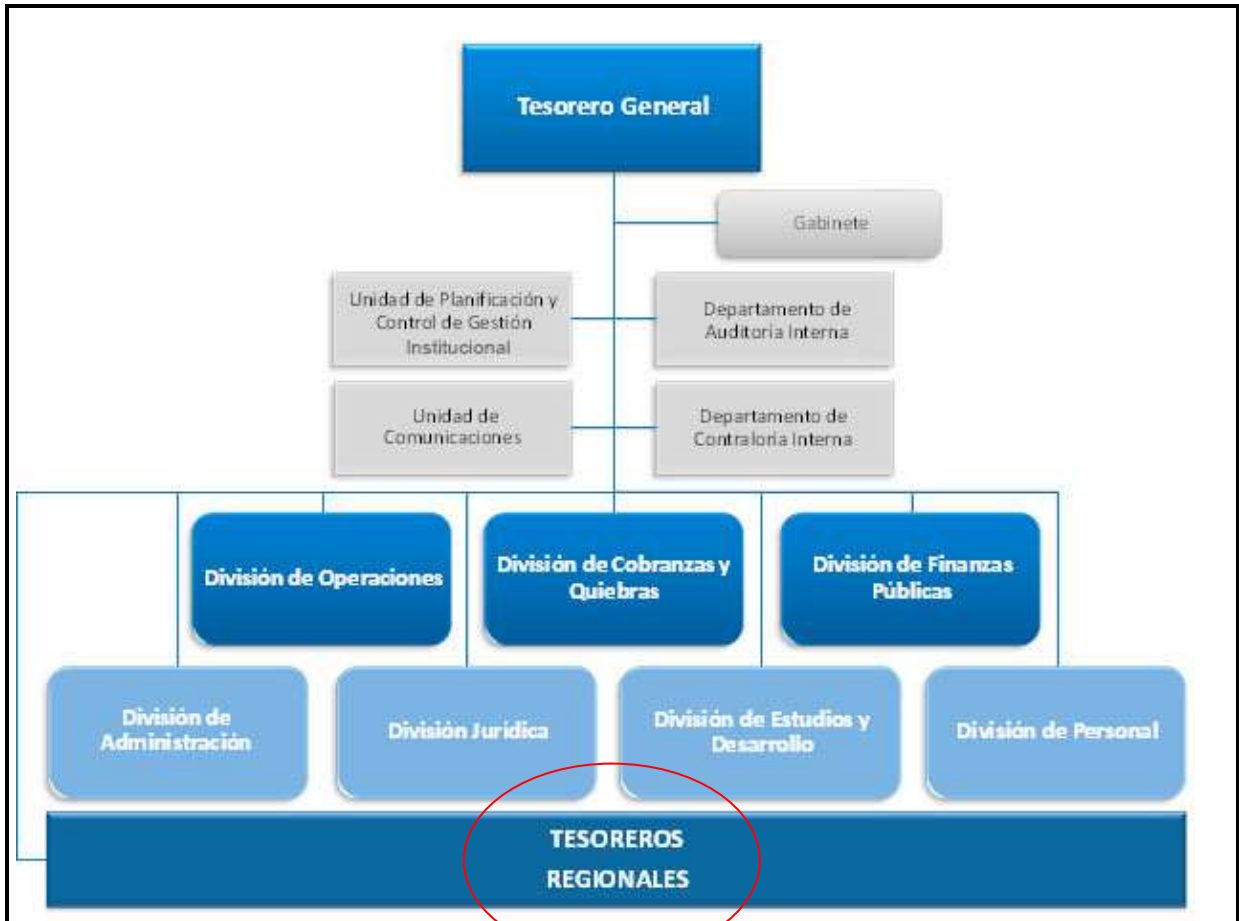 Tesorero General
Gabinete
Unidad de Planificación y
Control de Gestión
Institucional
Departamento de
Auditoría Interna
Unidad de
Comunicaciones
Departamento de
Contraloría Interna
División de Operaciones
División de Cobranzas y
Quiebras
División de Finanzas
Públicas
División de
Administración
División Jurídica
División de Estudios y
Desarrollo
División de Personal
TESOREROS
REGIONALES